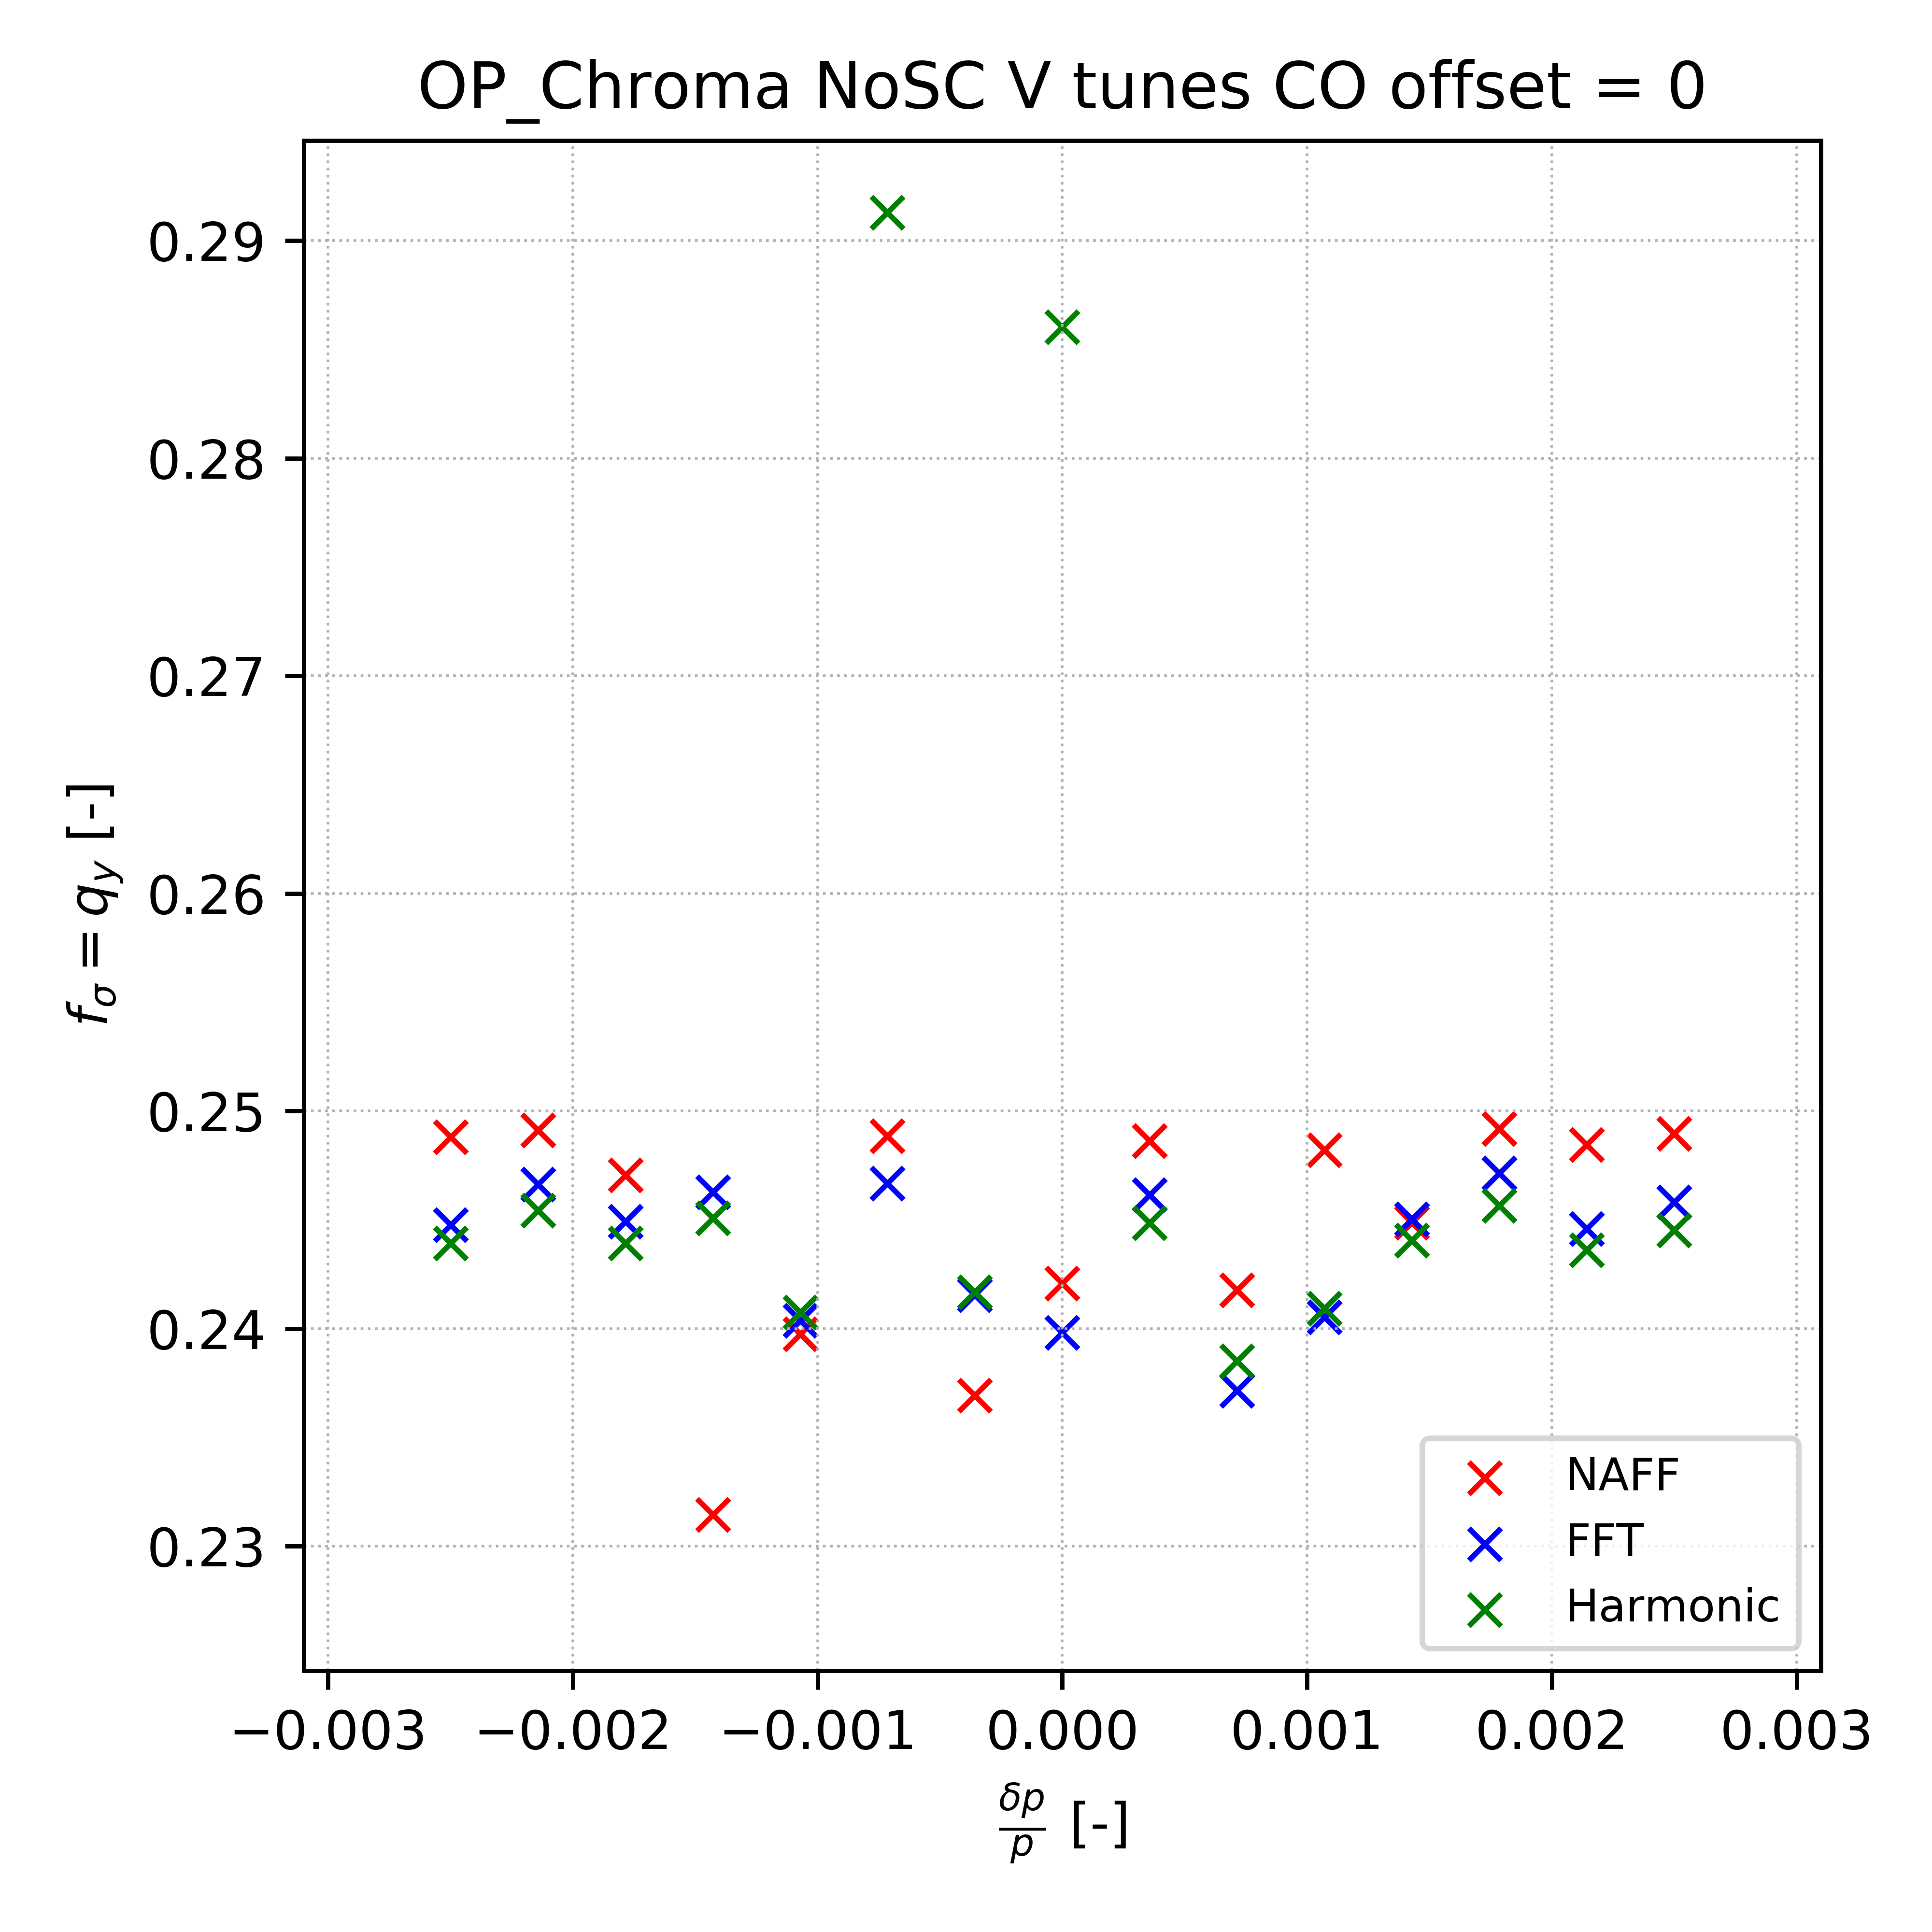 OP_Chroma NoSC V tunes CO offset = 0
0.29
0.28
0.27
0.26
0.25
0.24
0.23
f_σ = q_y [-]
−0.003 −0.002 −0.001 0.000 0.001 0.002 0.003
δp/p [-]
NAFF
FFT
Harmonic